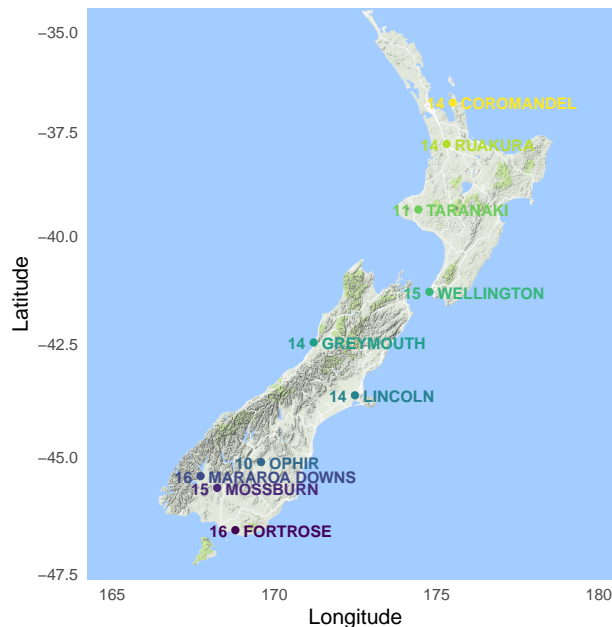 −35.0
14 COROMANDEL
−37.5
14 RUAKURA
11 TARANAKI
−40.0
15 WELLINGTON
Latitude
−42.5
14 GREYMOUTH
14 LINCOLN
−45.0
10 OPHIR
16 MARAROA DOWNS
15 MOSSBURN
16 FORTROSE
−47.5
165 170 175 180
Longitude